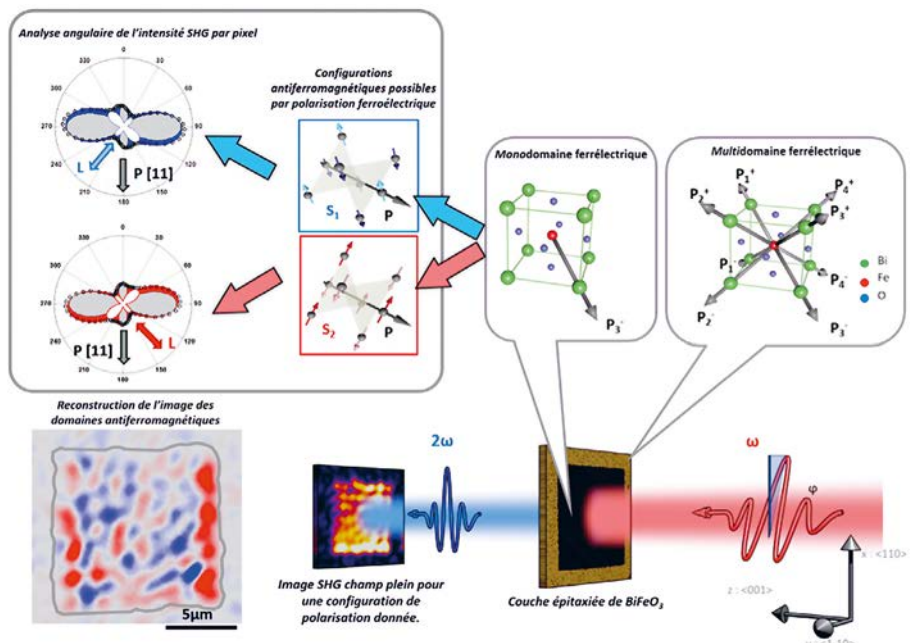 Analyse angulaire de l'intensité SHG par pixel
0
30
60
90
120
150
180
210
240
270
300
330
L
P [11]
0
30
60
90
120
150
180
210
240
270
300
330
P [11]
L
Configurations
antiferromagnétiques possibles
par polarisation ferroélectrique
S1
P
S2
P
Monodomaine ferrélectrique
P3-
Multidomaine ferrélectrique
P1+
P2+
P4+
P3+
P1-
P4-
P2-
P3-
Bi
Fe
O
Reconstruction de l'image des
domaines antiferromagnétiques
5µm
2ω
ω
φ
Image SHG champ plein pour
une configuration de
polarisation donnée.
Couche épitaxiée de BiFeO3
x : <110>
z : <001>